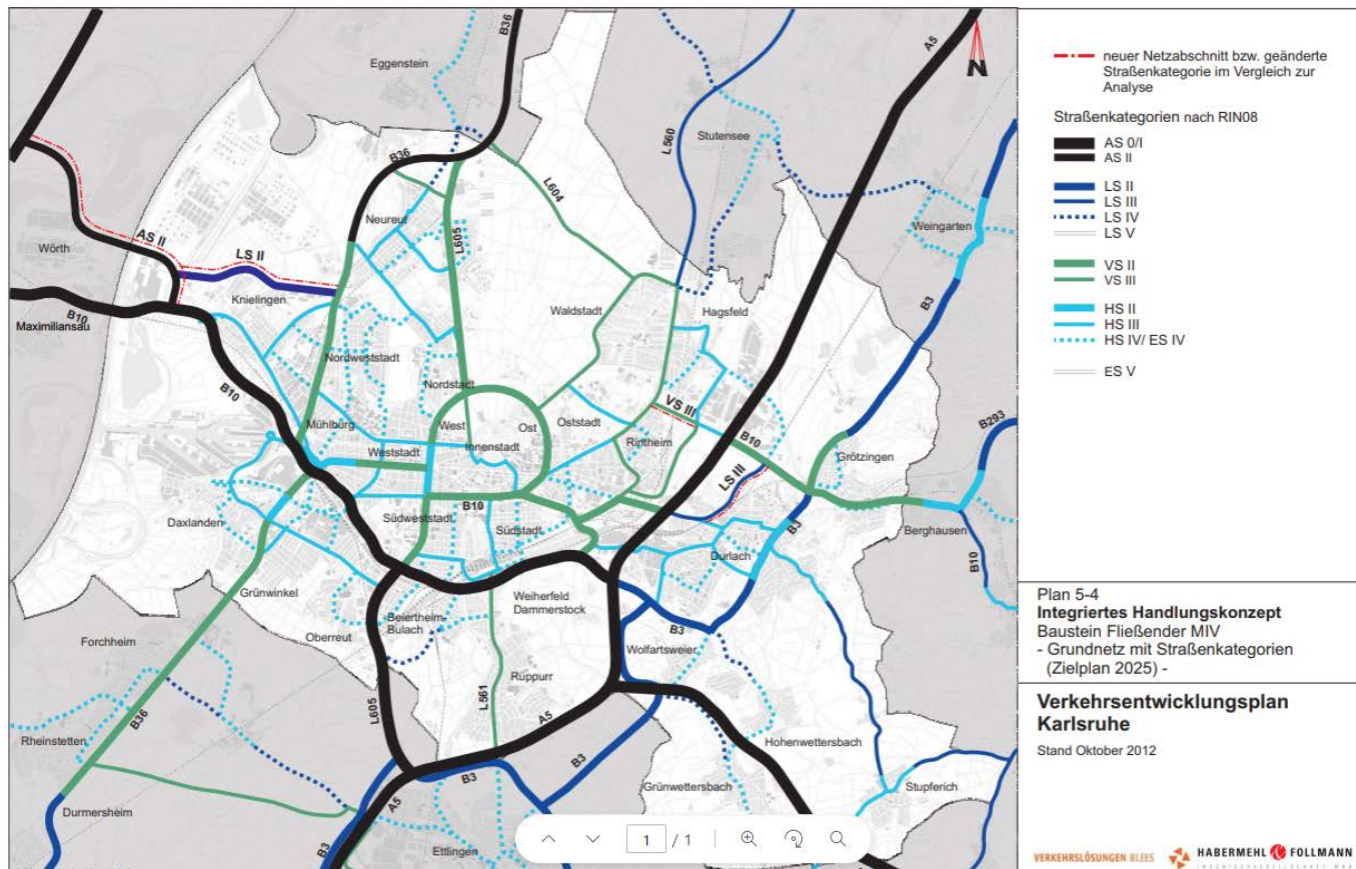 B36
A5
Eggenstein
N
L560
Stutensee
B36
L604
Neureut
Weingarten
L605
AS II
Wörth
LS II
Knielingen
B3
Waldstadt
Hagsfeld
B10
Maximiliansau
Nordweststadt
Nordstadt
VS III
B293
B10
Mühlburg
West
Ost
Oststadt
B10
Innenstadt
Rintheim
Weststadt
Grötzingen
LS III
B10
Daxlanden
Südweststadt
Südstadt
B3
Berghausen
Durlach
B10
Grünwinkel
Weiherfeld
Dammerstock
Beiertheim-
Bulach
Forchheim
Oberreut
B3
Wolfartsweier
Rüppurr
L605
L561
A5
B36
Rheinstetten
Hohenwettersbach
B3
B3
Grünwettersbach
Stupferich
A5
Durmersheim
B3
Ettlingen
1 / 1
neuer Netzabschnitt bzw. geänderte
Straßenkategorie im Vergleich zur
Analyse
Straßenkategorien nach RIN08
AS 0/I
AS II
LS II
LS III
LS IV
LS V
VS II
VS III
HS II
HS III
HS IV/ ES IV
ES V
Plan 5-4
Integriertes Handlungskonzept
Baustein Fließender MIV
- Grundnetz mit Straßenkategorien
(Zielplan 2025) -
Verkehrsentwicklungsplan
Karlsruhe
Stand Oktober 2012
VERKEHRSLÖSUNGEN BLEES
HABERMEHL FOLLMANN
INGENIEURGESELLSCHAFT MBH